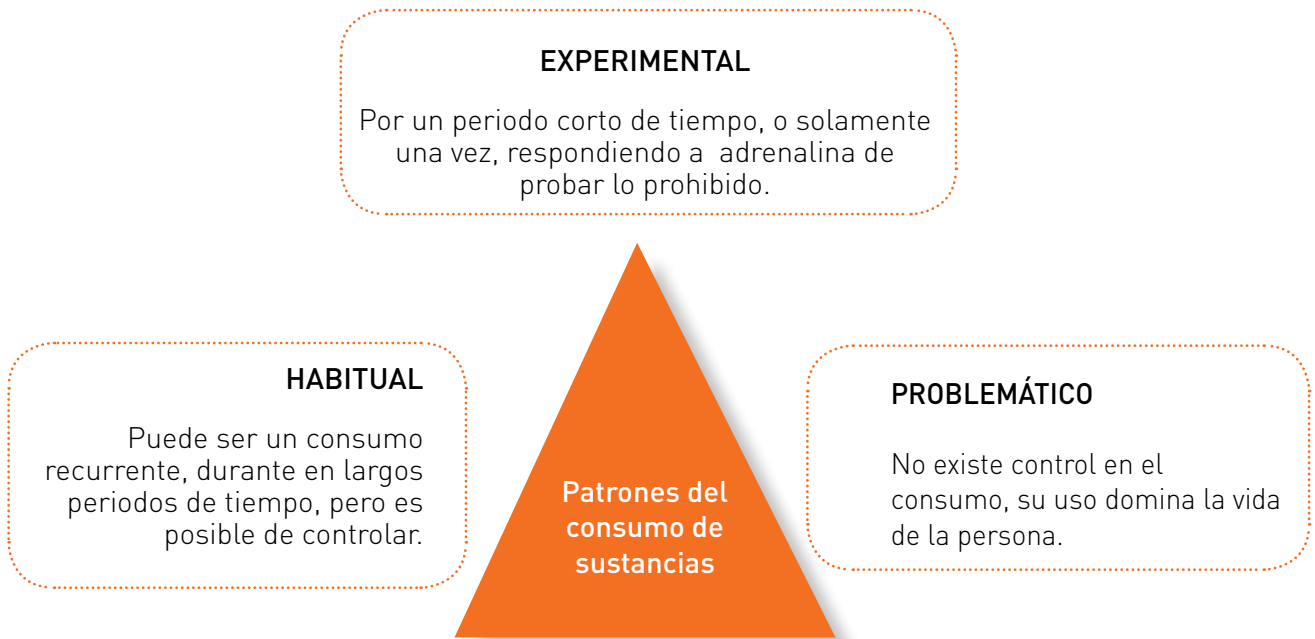 EXPERIMENTAL
Por un periodo corto de tiempo, o solamente
una vez, respondiendo a adrenalina de
probar lo prohibido.
HABITUAL
Puede ser un consumo
recurrente, durante en largos
periodos de tiempo, pero es
posible de controlar.
PROBLEMÁTICO
No existe control en el
consumo, su uso domina la vida
de la persona.
Patrones del
consumo de
sustancias